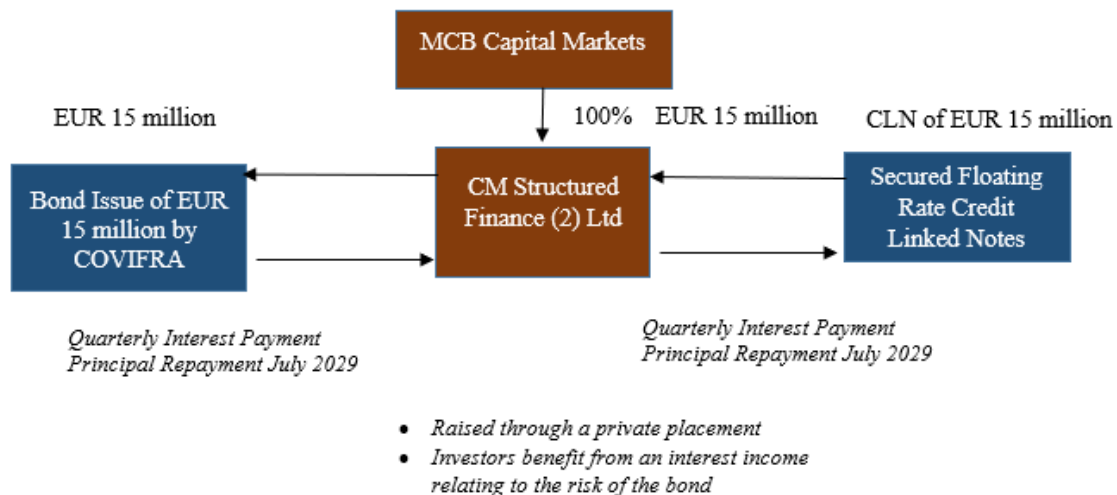 MCB Capital Markets
EUR 15 million
100%
EUR 15 million
CLN of EUR 15 million
Bond Issue of EUR
15 million by
COVIFRA
CM Structured
Finance (2) Ltd
Secured Floating
Rate Credit
Linked Notes
Quarterly Interest Payment
Principal Repayment July 2029
Quarterly Interest Payment
Principal Repayment July 2029
• Raised through a private placement
• Investors benefit from an interest income
relating to the risk of the bond